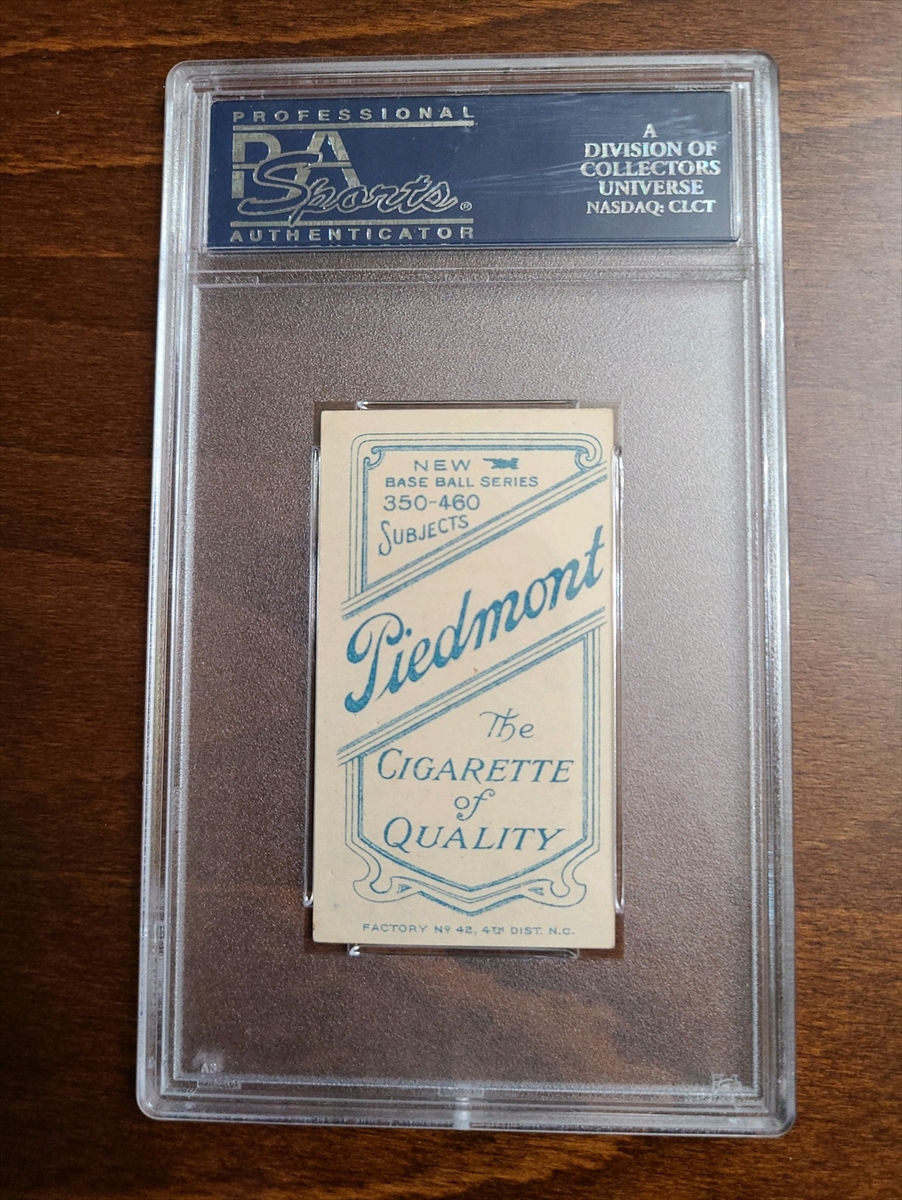 PROFESSIONAL
PSA
Sports®
AUTHENTICATOR
A
DIVISION OF
COLLECTORS
UNIVERSE
NASDAQ: CLCT
NEW
BASE BALL SERIES
350-460
SUBJECTS
Piedmont
The
CIGARETTE
of
QUALITY
FACTORY Nº 42, 4TH DIST. N.C.